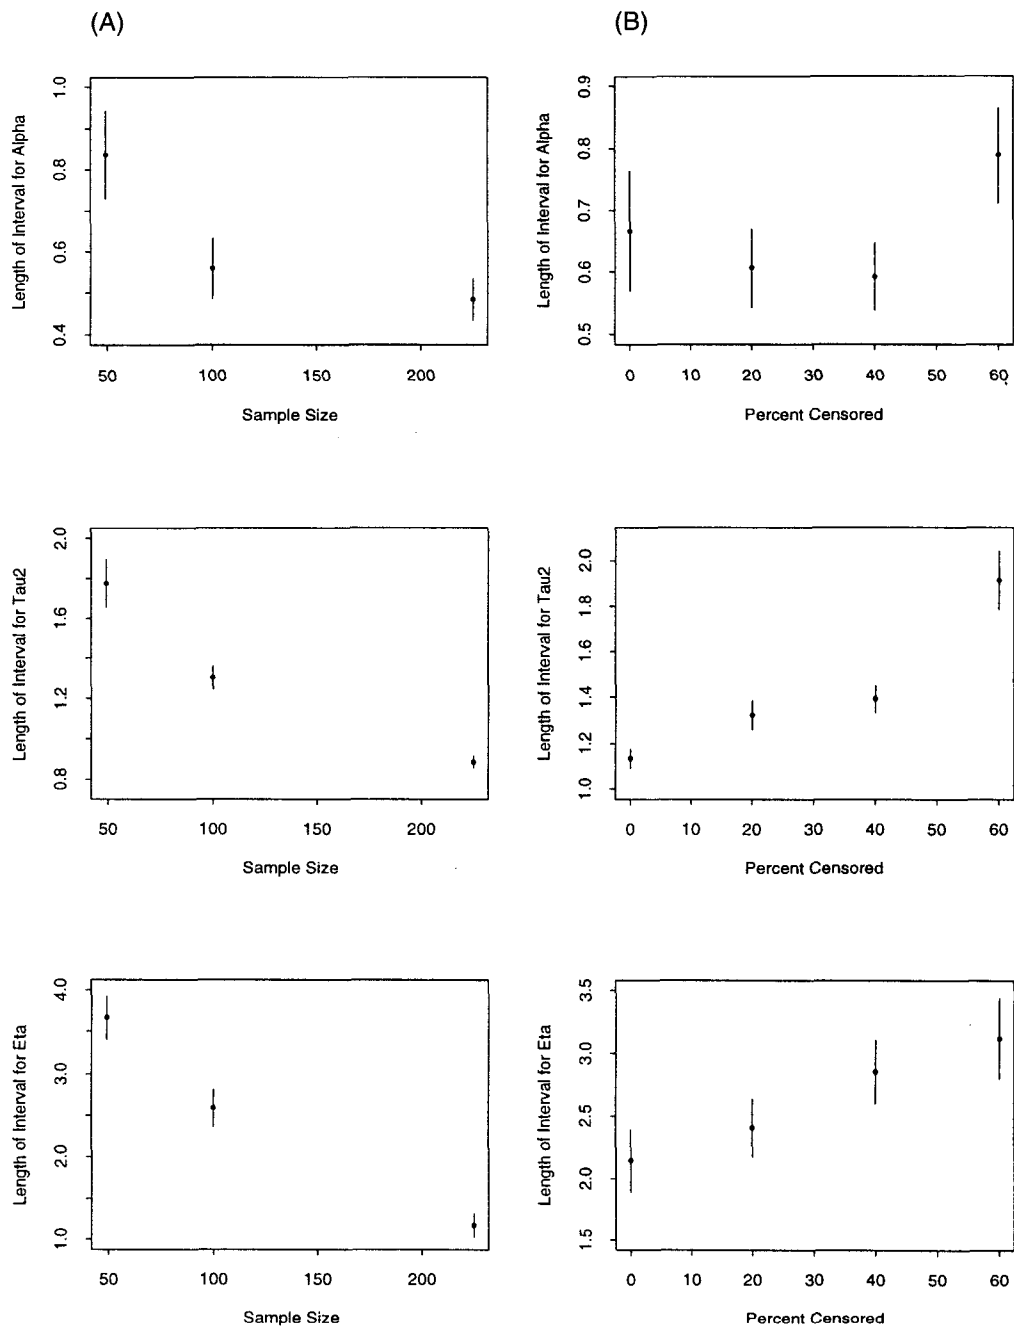 (A)
(B)
Length of Interval for Alpha
1.0
0.8
0.6
0.4
50 100 150 200
Sample Size
Length of Interval for Alpha
0.9
0.8
0.7
0.6
0.5
0 10 20 30 40 50 60
Percent Censored
Length of Interval for Tau2
2.0
1.6
1.2
0.8
50 100 150 200
Sample Size
Length of Interval for Tau2
2.0
1.8
1.6
1.4
1.2
1.0
0 10 20 30 40 50 60
Percent Censored
Length of Interval for Eta
4.0
3.0
2.0
1.0
50 100 150 200
Sample Size
Length of Interval for Eta
3.5
3.0
2.5
2.0
1.5
0 10 20 30 40 50 60
Percent Censored